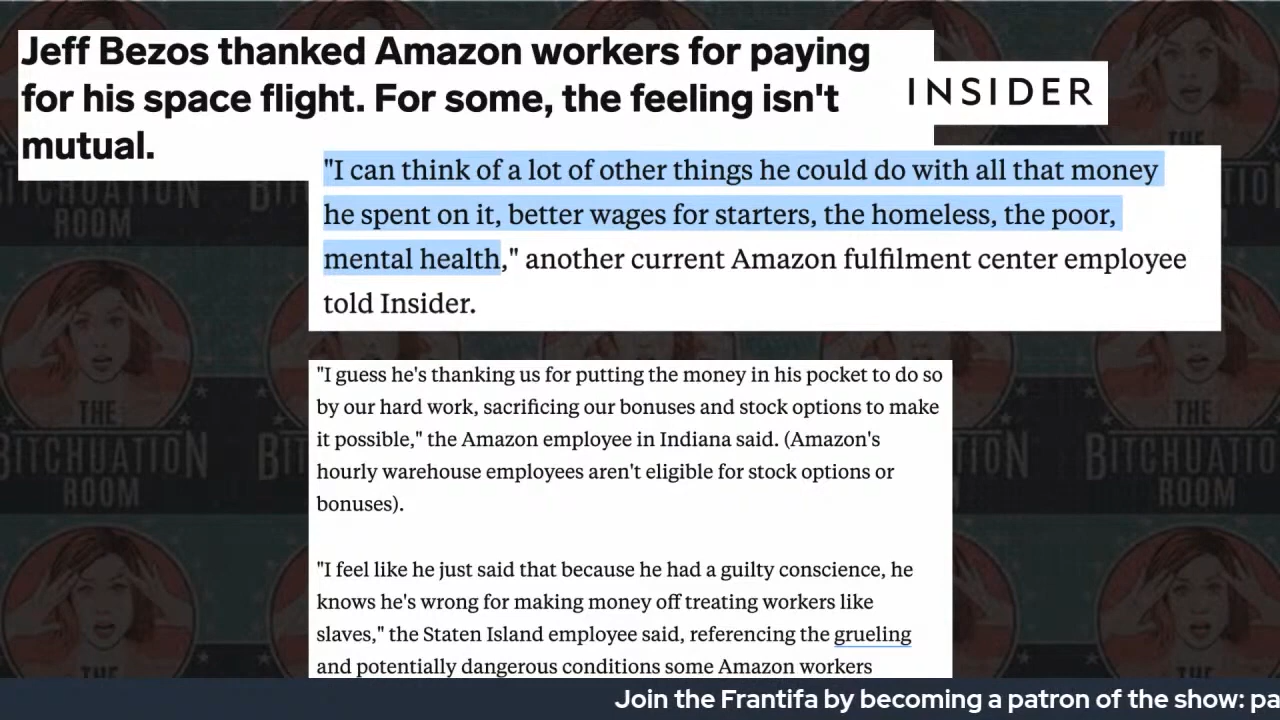 Jeff Bezos thanked Amazon workers for paying
for his space flight. For some, the feeling isn't
mutual.
INSIDER
"I can think of a lot of other things he could do with all that money
he spent on it, better wages for starters, the homeless, the poor,
mental health," another current Amazon fulfilment center employee
told Insider.
"I guess he's thanking us for putting the money in his pocket to do so
by our hard work, sacrificing our bonuses and stock options to make
it possible," the Amazon employee in Indiana said. (Amazon's
hourly warehouse employees aren't eligible for stock options or
bonuses).
"I feel like he just said that because he had a guilty conscience, he
knows he's wrong for making money off treating workers like
slaves," the Staten Island employee said, referencing the grueling
and potentially dangerous conditions some Amazon workers
THE
BITCHUATION
ROOM
Join the Frantifa by becoming a patron of the show: pa